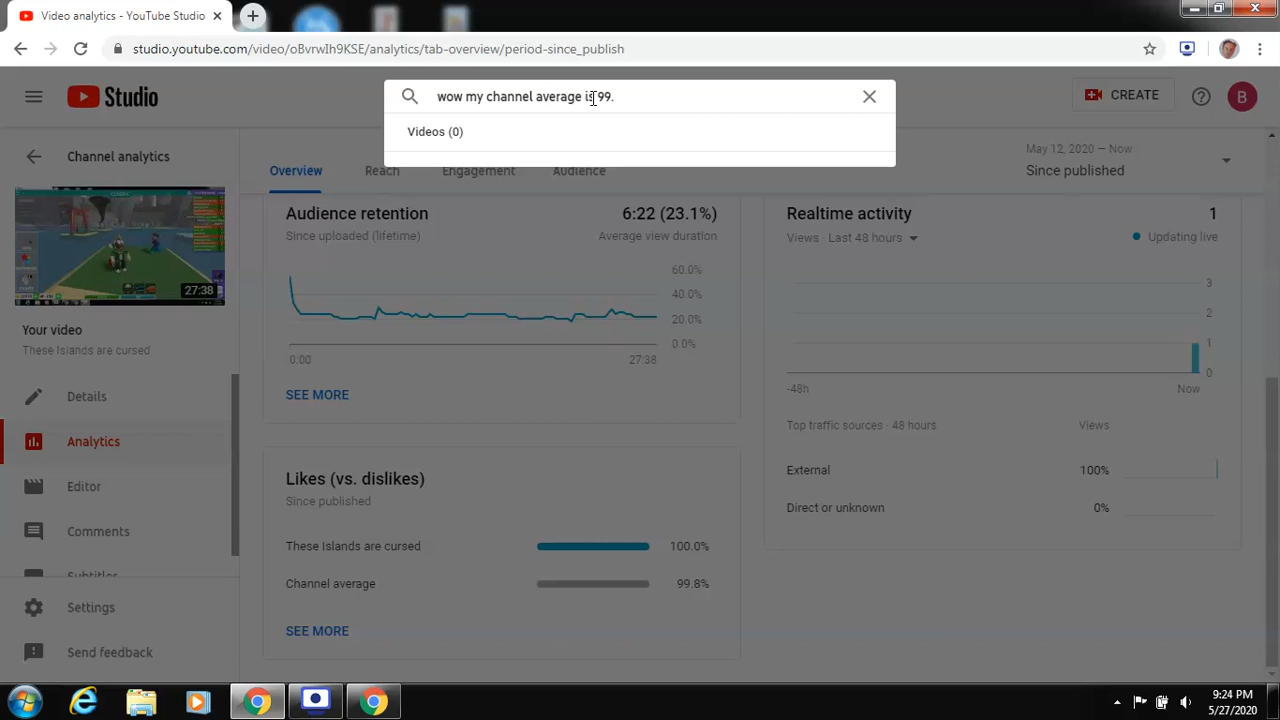 Video analytics - YouTube Studio
studio.youtube.com/video/oBvrwIh9KSE/analytics/tab-overview/period-since_publish
Studio
wow my channel average is 99.
Videos (0)
CREATE
B
Channel analytics
27:38
Your video
These Islands are cursed
Details
Analytics
Editor
Comments
Subtitles
Settings
Send feedback
Overview
Reach
Engagement
Audience
May 12, 2020 — Now
Since published
Audience retention
6:22 (23.1%)
Since uploaded (lifetime)
Average view duration
60.0%
40.0%
20.0%
0.0%
0:00
27:38
SEE MORE
Likes (vs. dislikes)
Since published
These Islands are cursed
100.0%
Channel average
99.8%
SEE MORE
Realtime activity
1
Views · Last 48 hours
Updating live
3
2
1
0
-48h
Now
Top traffic sources · 48 hours
Views
External
100%
Direct or unknown
0%
9:24 PM
5/27/2020